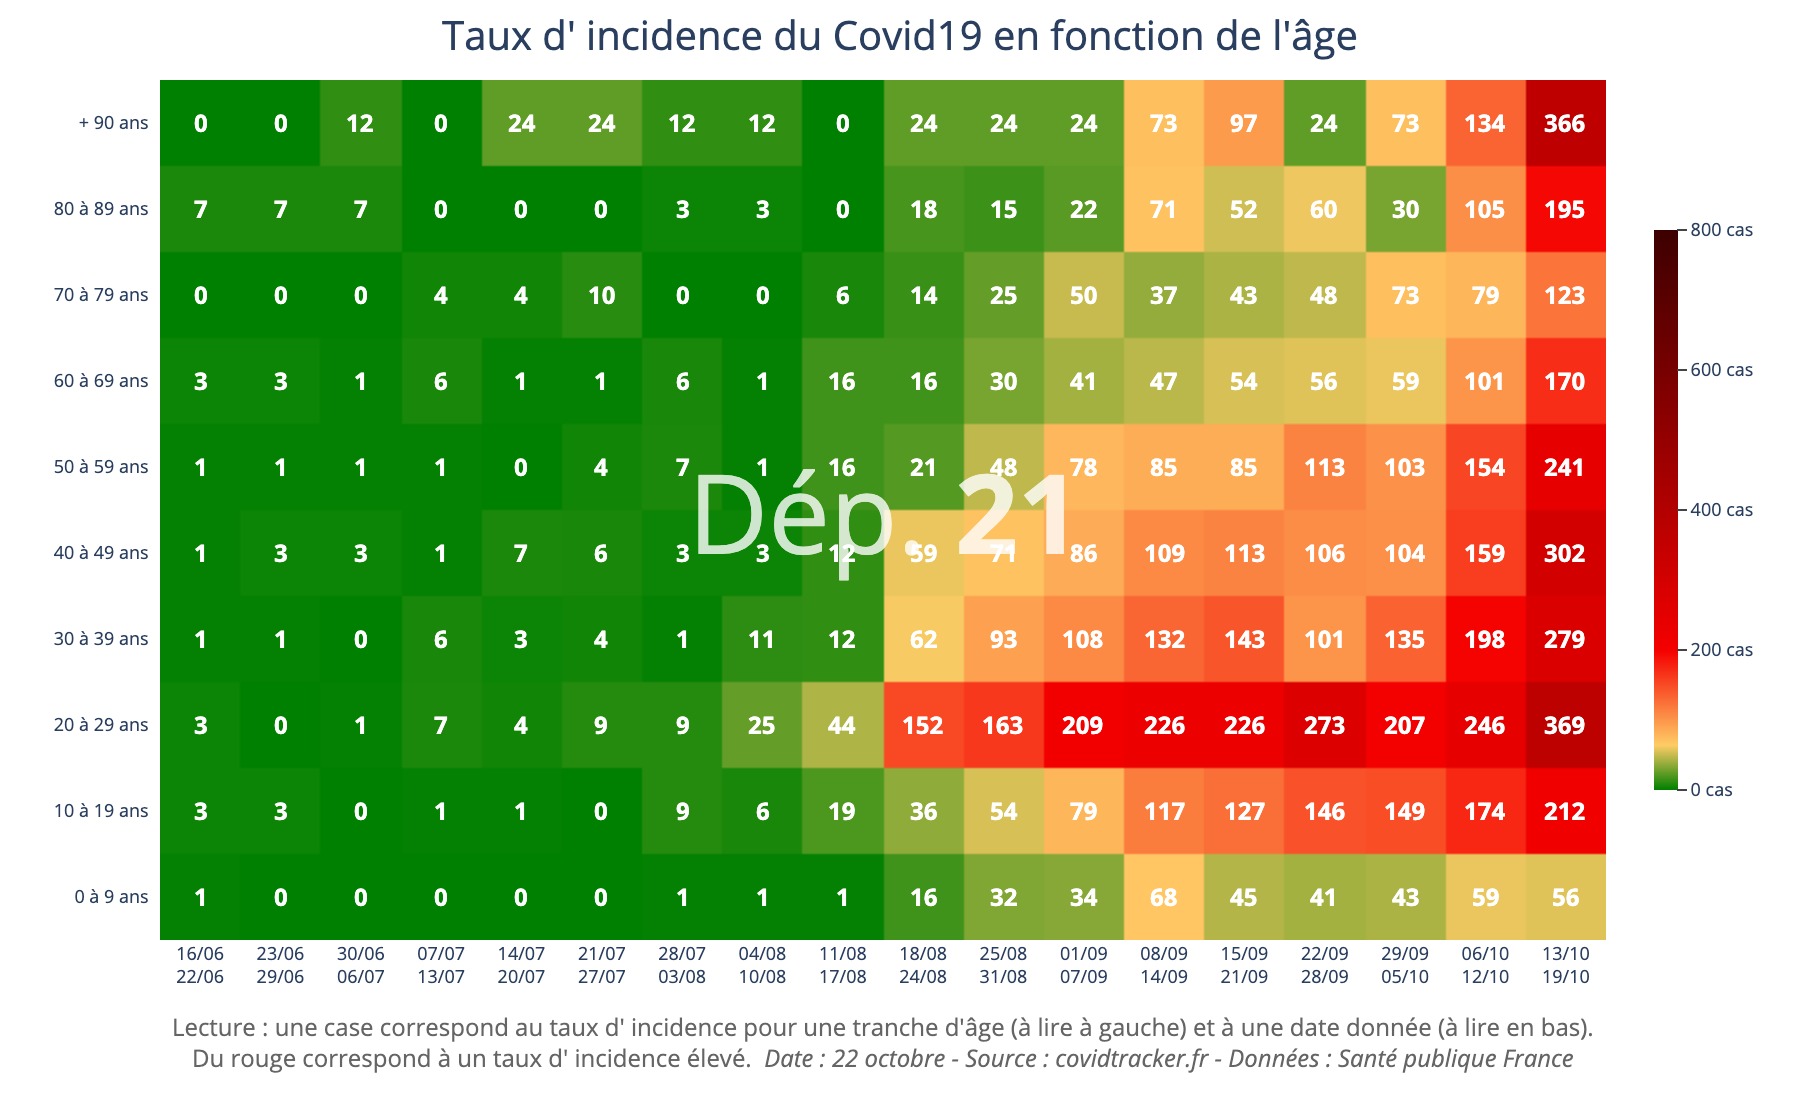 Taux d' incidence du Covid19 en fonction de l'âge
+ 90 ans 0 0 12 0 24 24 12 12 0 24 24 24 73 97 24 73 134 366
80 à 89 ans 7 7 7 0 0 0 3 3 0 18 15 22 71 52 60 30 105 195
70 à 79 ans 0 0 0 4 4 10 0 0 6 14 25 50 37 43 48 73 79 123
60 à 69 ans 3 3 1 6 1 1 6 1 16 16 30 41 47 54 56 59 101 170
50 à 59 ans 1 1 1 1 0 4 7 1 16 21 48 78 85 85 113 103 154 241
Dép. 21
40 à 49 ans 1 3 3 1 7 6 3 3 12 59 71 86 109 113 106 104 159 302
30 à 39 ans 1 1 0 6 3 4 1 11 12 62 93 108 132 143 101 135 198 279
20 à 29 ans 3 0 1 7 4 9 9 25 44 152 163 209 226 226 273 207 246 369
10 à 19 ans 3 3 0 1 1 0 9 6 19 36 54 79 117 127 146 149 174 212
0 à 9 ans 1 0 0 0 0 0 1 1 1 16 32 34 68 45 41 43 59 56
16/06 23/06 30/06 07/07 14/07 21/07 28/07 04/08 11/08 18/08 25/08 01/09 08/09 15/09 22/09 29/09 06/10 13/10
22/06 29/06 06/07 13/07 20/07 27/07 03/08 10/08 17/08 24/08 31/08 07/09 14/09 21/09 28/09 05/10 12/10 19/10
800 cas
600 cas
400 cas
200 cas
0 cas
Lecture : une case correspond au taux d' incidence pour une tranche d'âge (à lire à gauche) et à une date donnée (à lire en bas).
Du rouge correspond à un taux d' incidence élevé. Date : 22 octobre - Source : covidtracker.fr - Données : Santé publique France